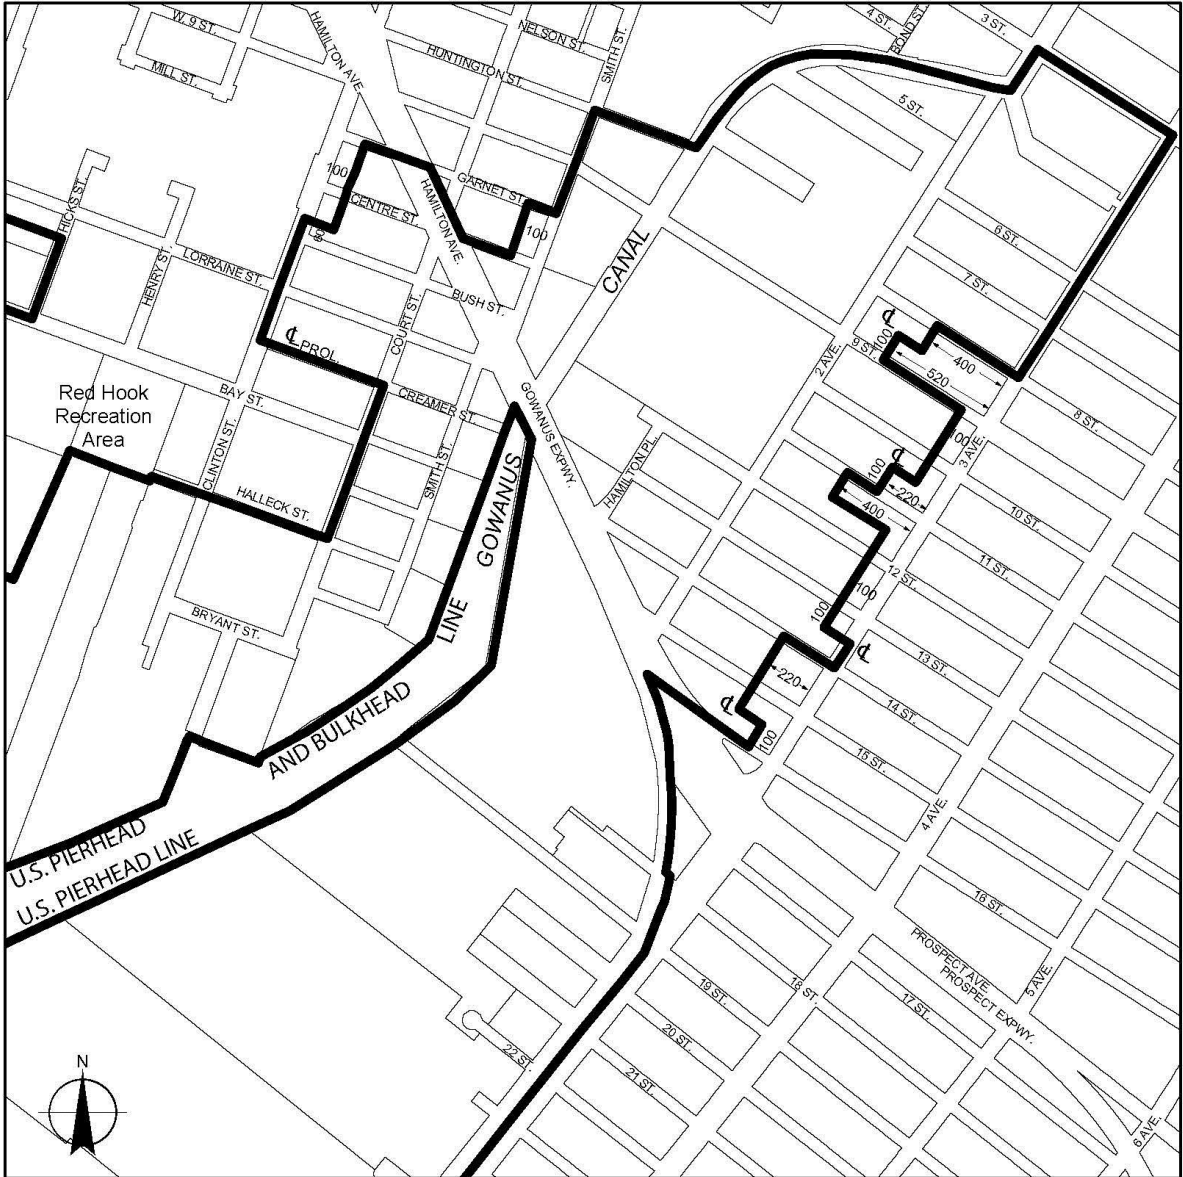 W. 9 ST.
HAMILTON AVE.
NELSON ST.
SMITH ST.
4 ST.
BOND ST.
3 ST.
MILL ST.
HUNTINGTON ST.
5 ST.
100
GARNET ST.
HICKS ST.
CENTRE ST.
HAMILTON AVE.
100
60
6 ST.
CANAL
LORRAINE ST.
HENRY ST.
7 ST.
BUSH ST.
COURT ST.
℄ PROL.
℄
100
9 ST.
2 AVE.
400
520
Red Hook
Recreation
Area
BAY ST.
CREAMER ST.
GOWANUS EXPWY.
8 ST.
CLINTON ST.
SMITH ST.
HAMILTON PL.
100
3 AVE.
℄
100
220
GOWANUS
HALLECK ST.
400
10 ST.
11 ST.
12 ST.
100
100
BRYANT ST.
LINE
℄
13 ST.
220
℄
14 ST.
AND BULKHEAD
100
15 ST.
4 AVE.
U.S. PIERHEAD
U.S. PIERHEAD LINE
16 ST.
PROSPECT AVE.
PROSPECT EXPWY.
5 AVE.
19 ST.
18 ST.
17 ST.
20 ST.
22 ST.
21 ST.
N
6 AVE.